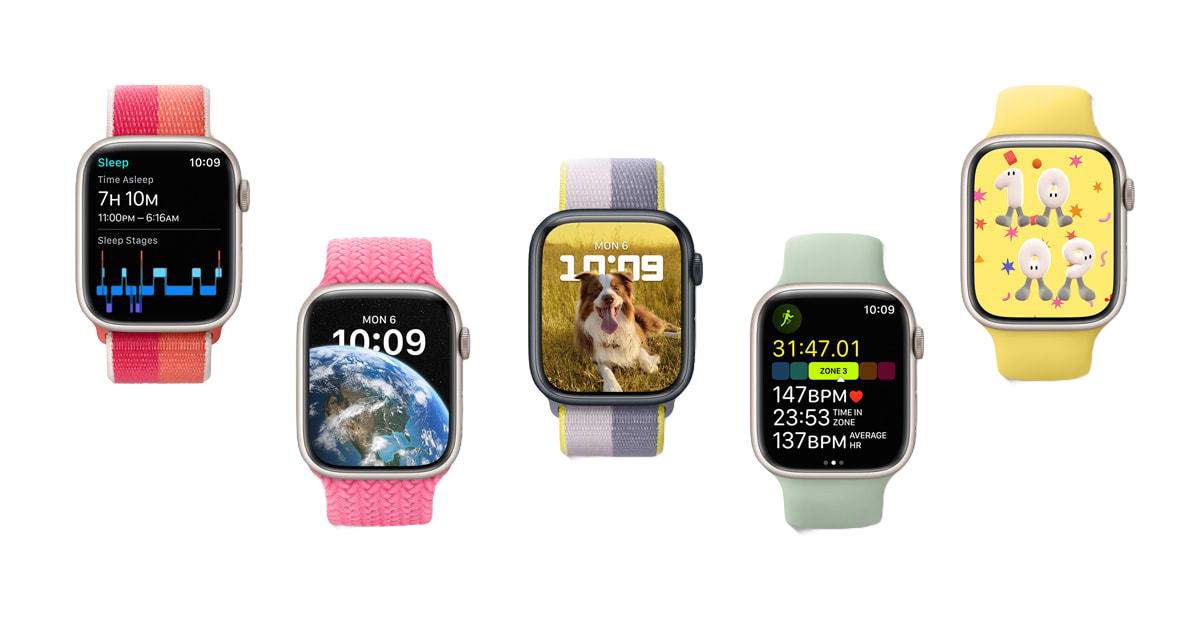 Sleep 10:09
Time Asleep
7H 10M
11:00PM – 6:16AM
Sleep Stages
MON 6
10:09
MON 6
10:09
10:09
31:47.01
ZONE 3
147BPM
23:53 TIME IN ZONE
137BPM AVERAGE HR
10
09